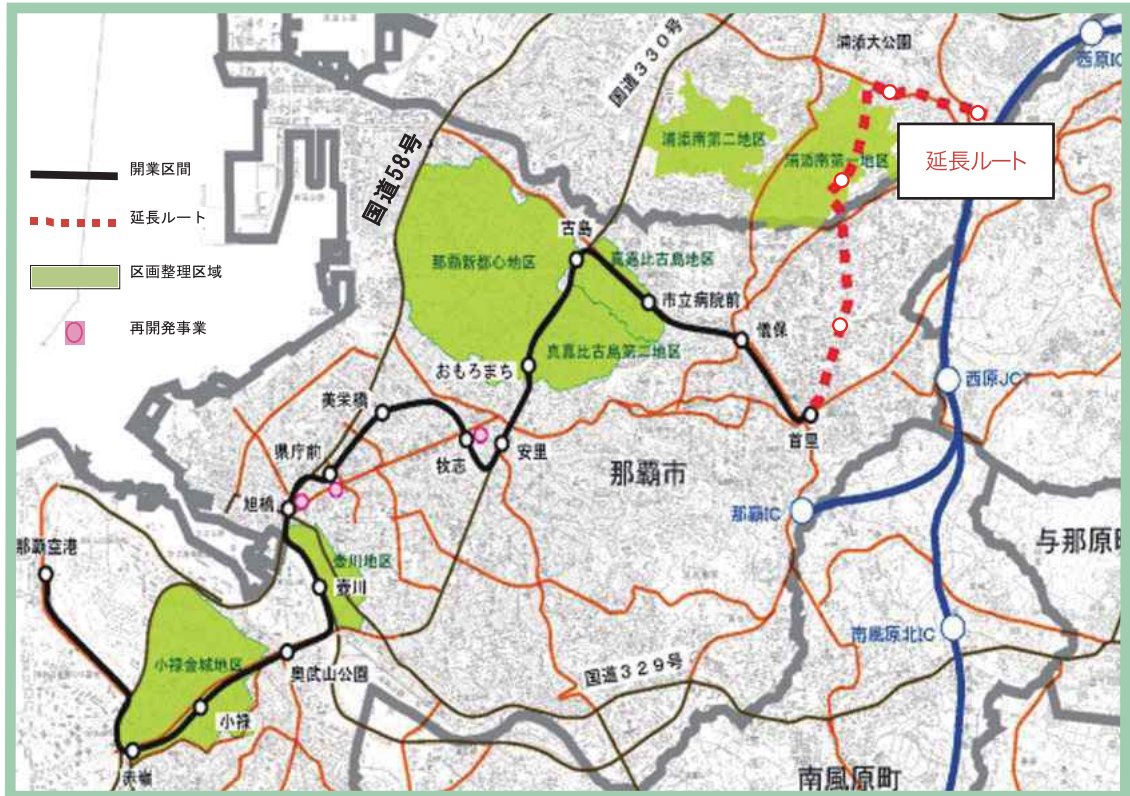 開業区間
延長ルート
区画整理区域
再開発事業
国道58号
国道330号
浦添大公園
西原IC
浦添南第二地区
浦添南第一地区
延長ルート
古島
那覇新都心地区
真嘉比古島地区
市立病院前
儀保
真嘉比古島第二地区
おもろまち
西原JCT
美栄橋
首里
県庁前
牧志
安里
那覇市
旭橋
那覇IC
与那原町
那覇空港
壺川地区
壺川
南風原北IC
小禄金城地区
奥武山公園
国道329号
小禄
赤嶺
南風原町